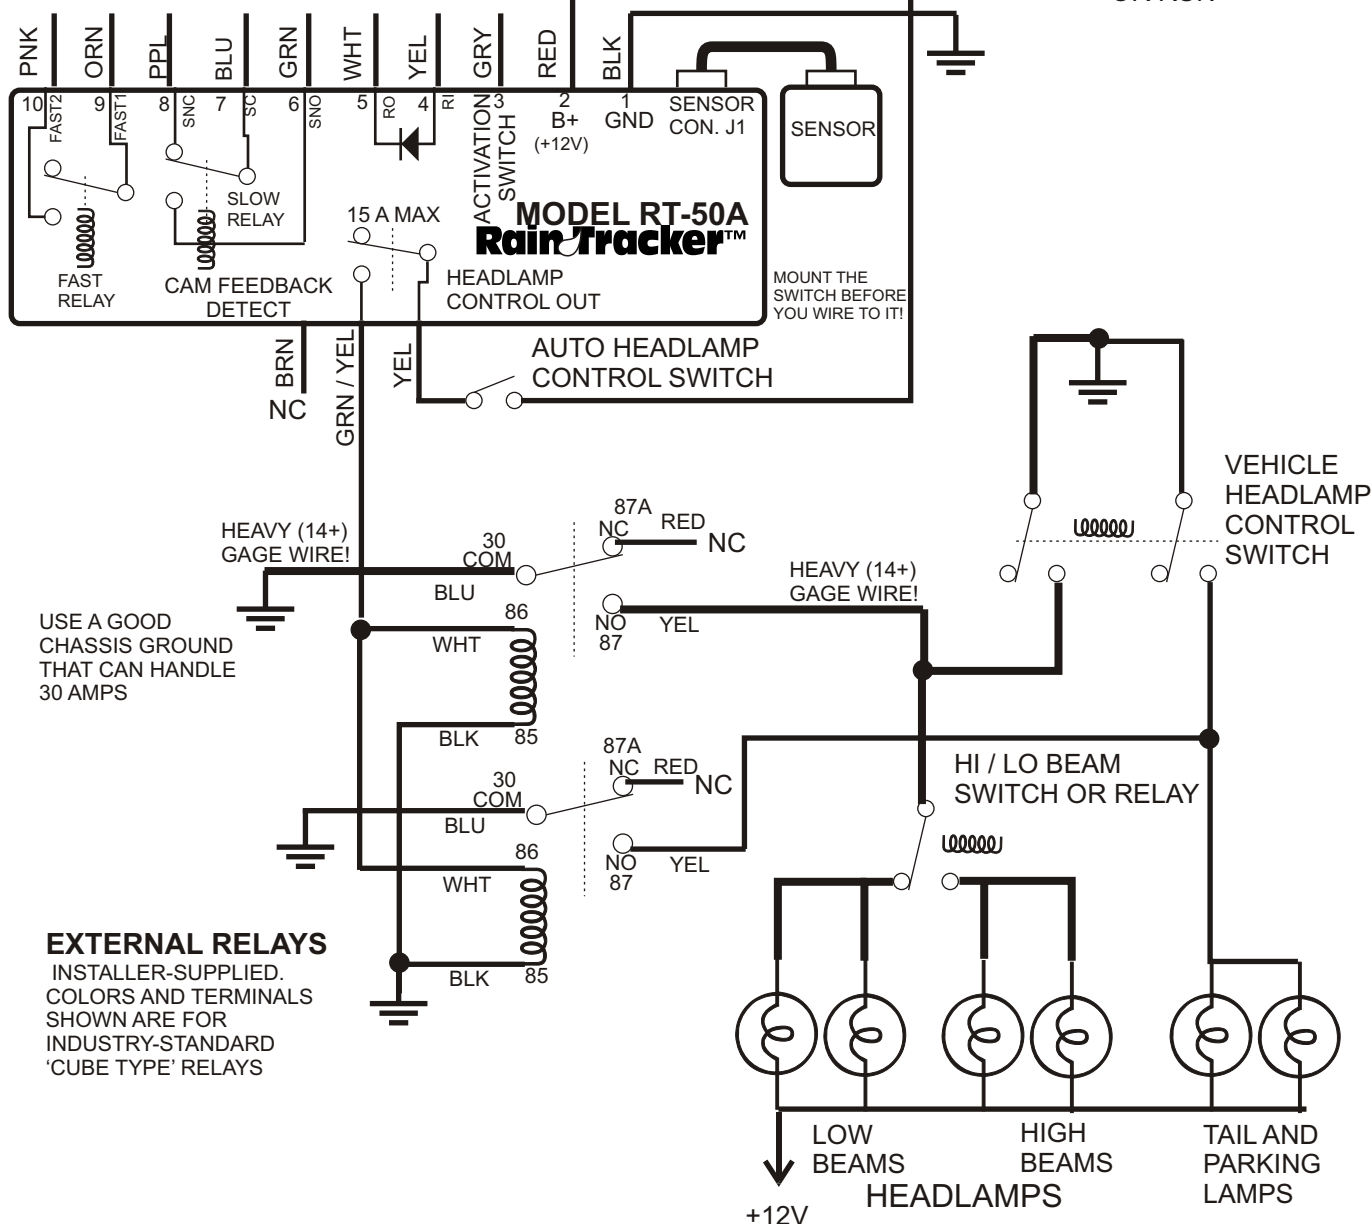 PNK
ORN
PPL
BLU
GRN
WHT
YEL
GRY
RED
BLK
10
9
8
7
6
5
4
3
2
1
FAST2
FAST1
SNC
SC
SNO
RO
RI
ACTIVATION
SWITCH
B+
(+12V)
GND
SENSOR
CON. J1
SENSOR
SLOW
RELAY
15 A MAX
MODEL RT-50A
RainTracker™
FAST
RELAY
CAM FEEDBACK
DETECT
HEADLAMP
CONTROL OUT
MOUNT THE
SWITCH BEFORE
YOU WIRE TO IT!
BRN
NC
GRN / YEL
YEL
AUTO HEADLAMP
CONTROL SWITCH
VEHICLE
HEADLAMP
CONTROL
SWITCH
HEAVY (14+)
GAGE WIRE!
30
COM
BLU
87A
NC
RED
NC
HEAVY (14+)
GAGE WIRE!
USE A GOOD
CHASSIS GROUND
THAT CAN HANDLE
30 AMPS
86
WHT
NO
87
YEL
BLK
85
87A
NC
RED
NC
30
COM
BLU
HI / LO BEAM
SWITCH OR RELAY
86
WHT
NO
87
YEL
BLK
85
EXTERNAL RELAYS
INSTALLER-SUPPLIED.
COLORS AND TERMINALS
SHOWN ARE FOR
INDUSTRY-STANDARD
'CUBE TYPE' RELAYS
LOW
BEAMS
HIGH
BEAMS
TAIL AND
PARKING
LAMPS
HEADLAMPS
+12V